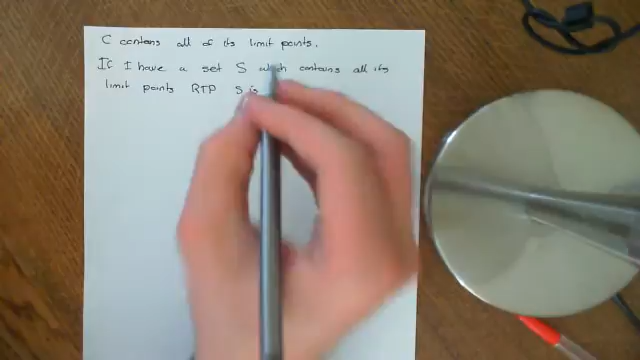 C contains all of its limit points.
If I have a set S which contains all its
limit points RTP S is